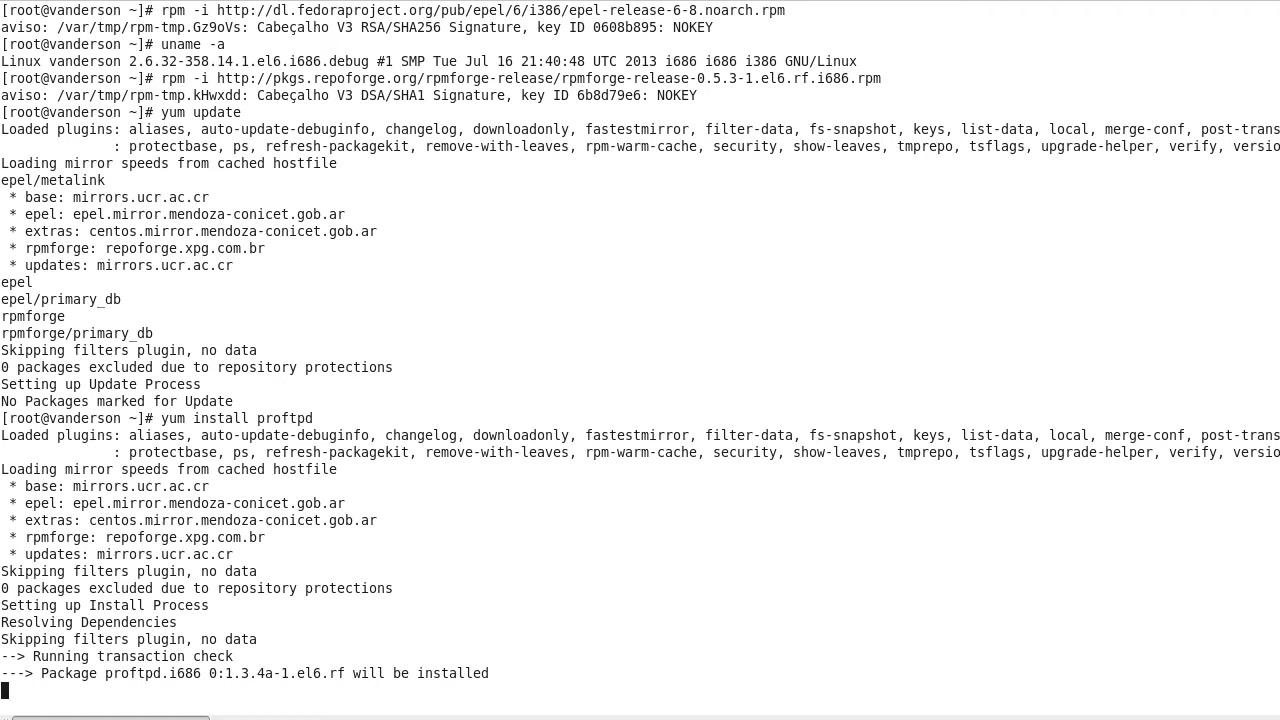 [root@vanderson ~]# rpm -i http://dl.fedoraproject.org/pub/epel/6/i386/epel-release-6-8.noarch.rpm
aviso: /var/tmp/rpm-tmp.Gz9oVs: Cabeçalho V3 RSA/SHA256 Signature, key ID 0608b895: NOKEY
[root@vanderson ~]# uname -a
Linux vanderson 2.6.32-358.14.1.el6.i686.debug #1 SMP Tue Jul 16 21:40:48 UTC 2013 i686 i686 i386 GNU/Linux
[root@vanderson ~]# rpm -i http://pkgs.repoforge.org/rpmforge-release/rpmforge-release-0.5.3-1.el6.rf.i686.rpm
aviso: /var/tmp/rpm-tmp.kHwxdd: Cabeçalho V3 DSA/SHA1 Signature, key ID 6b8d79e6: NOKEY
[root@vanderson ~]# yum update
Loaded plugins: aliases, auto-update-debuginfo, changelog, downloadonly, fastestmirror, filter-data, fs-snapshot, keys, list-data, local, merge-conf, post-trans
              : protectbase, ps, refresh-packagekit, remove-with-leaves, rpm-warm-cache, security, show-leaves, tmprepo, tsflags, upgrade-helper, verify, versio
Loading mirror speeds from cached hostfile
epel/metalink
 * base: mirrors.ucr.ac.cr
 * epel: epel.mirror.mendoza-conicet.gob.ar
 * extras: centos.mirror.mendoza-conicet.gob.ar
 * rpmforge: repoforge.xpg.com.br
 * updates: mirrors.ucr.ac.cr
epel
epel/primary_db
rpmforge
rpmforge/primary_db
Skipping filters plugin, no data
0 packages excluded due to repository protections
Setting up Update Process
No Packages marked for Update
[root@vanderson ~]# yum install proftpd
Loaded plugins: aliases, auto-update-debuginfo, changelog, downloadonly, fastestmirror, filter-data, fs-snapshot, keys, list-data, local, merge-conf, post-trans
              : protectbase, ps, refresh-packagekit, remove-with-leaves, rpm-warm-cache, security, show-leaves, tmprepo, tsflags, upgrade-helper, verify, versio
Loading mirror speeds from cached hostfile
 * base: mirrors.ucr.ac.cr
 * epel: epel.mirror.mendoza-conicet.gob.ar
 * extras: centos.mirror.mendoza-conicet.gob.ar
 * rpmforge: repoforge.xpg.com.br
 * updates: mirrors.ucr.ac.cr
Skipping filters plugin, no data
0 packages excluded due to repository protections
Setting up Install Process
Resolving Dependencies
Skipping filters plugin, no data
--> Running transaction check
---> Package proftpd.i686 0:1.3.4a-1.el6.rf will be installed